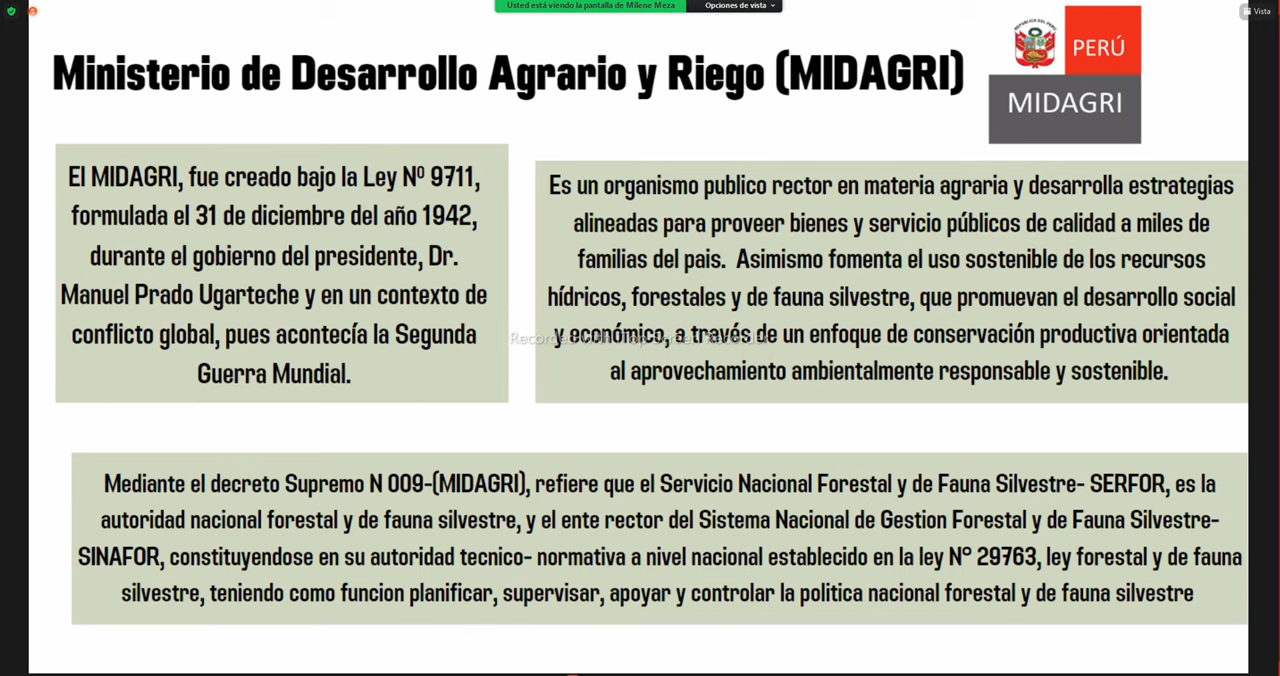 Usted está viendo la pantalla de Milene Meza
Opciones de vista
Vista
Ministerio de Desarrollo Agrario y Riego (MIDAGRI)
PERÚ
MIDAGRI
El MIDAGRI, fue creado bajo la Ley Nº 9711,
formulada el 31 de diciembre del año 1942,
durante el gobierno del presidente, Dr.
Manuel Prado Ugarteche y en un contexto de
conflicto global, pues acontecía la Segunda
Guerra Mundial.
Es un organismo publico rector en materia agraria y desarrolla estrategias
alineadas para proveer bienes y servicio públicos de calidad a miles de
familias del pais. Asimismo fomenta el uso sostenible de los recursos
hídricos, forestales y de fauna silvestre, que promuevan el desarrollo social
y económico, a través de un enfoque de conservación productiva orientada
al aprovechamiento ambientalmente responsable y sostenible.
Mediante el decreto Supremo N 009-(MIDAGRI), refiere que el Servicio Nacional Forestal y de Fauna Silvestre- SERFOR, es la
autoridad nacional forestal y de fauna silvestre, y el ente rector del Sistema Nacional de Gestion Forestal y de Fauna Silvestre-
SINAFOR, constituyendose en su autoridad tecnico- normativa a nivel nacional establecido en la ley N° 29763, ley forestal y de fauna
silvestre, teniendo como funcion planificar, supervisar, apoyar y controlar la politica nacional forestal y de fauna silvestre